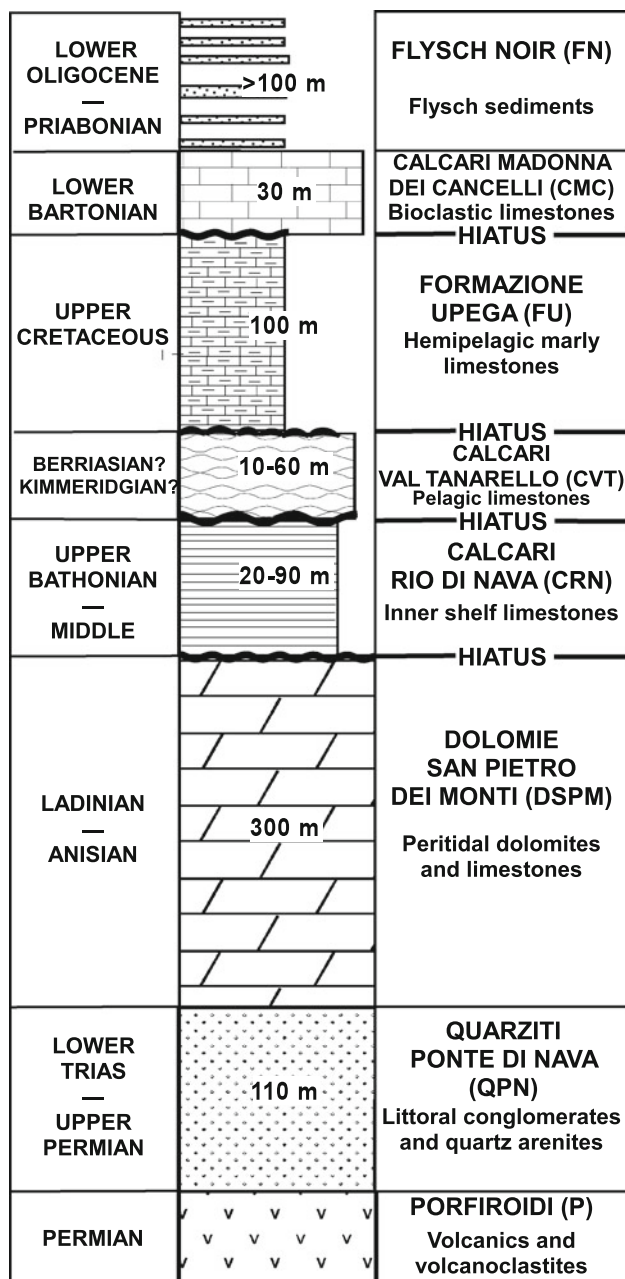 LOWER
OLIGOCENE
—
PRIABONIAN
>100 m
FLYSCH NOIR (FN)
Flysch sediments
LOWER
BARTONIAN
30 m
CALCARI MADONNA
DEI CANCELLI (CMC)
Bioclastic limestones
HIATUS
UPPER
CRETACEOUS
100 m
FORMAZIONE
UPEGA (FU)
Hemipelagic marly
limestones
HIATUS
BERRIASIAN?
KIMMERIDGIAN?
10-60 m
CALCARI
VAL TANARELLO (CVT)
Pelagic limestones
HIATUS
UPPER
BATHONIAN
—
MIDDLE
20-90 m
CALCARI
RIO DI NAVA (CRN)
Inner shelf limestones
HIATUS
LADINIAN
—
ANISIAN
300 m
DOLOMIE
SAN PIETRO
DEI MONTI (DSPM)
Peritidal dolomites
and limestones
LOWER
TRIAS
—
UPPER
PERMIAN
110 m
QUARZITI
PONTE DI NAVA
(QPN)
Littoral conglomerates
and quartz arenites
PERMIAN
PORFIROIDI (P)
Volcanics and
volcanoclastites